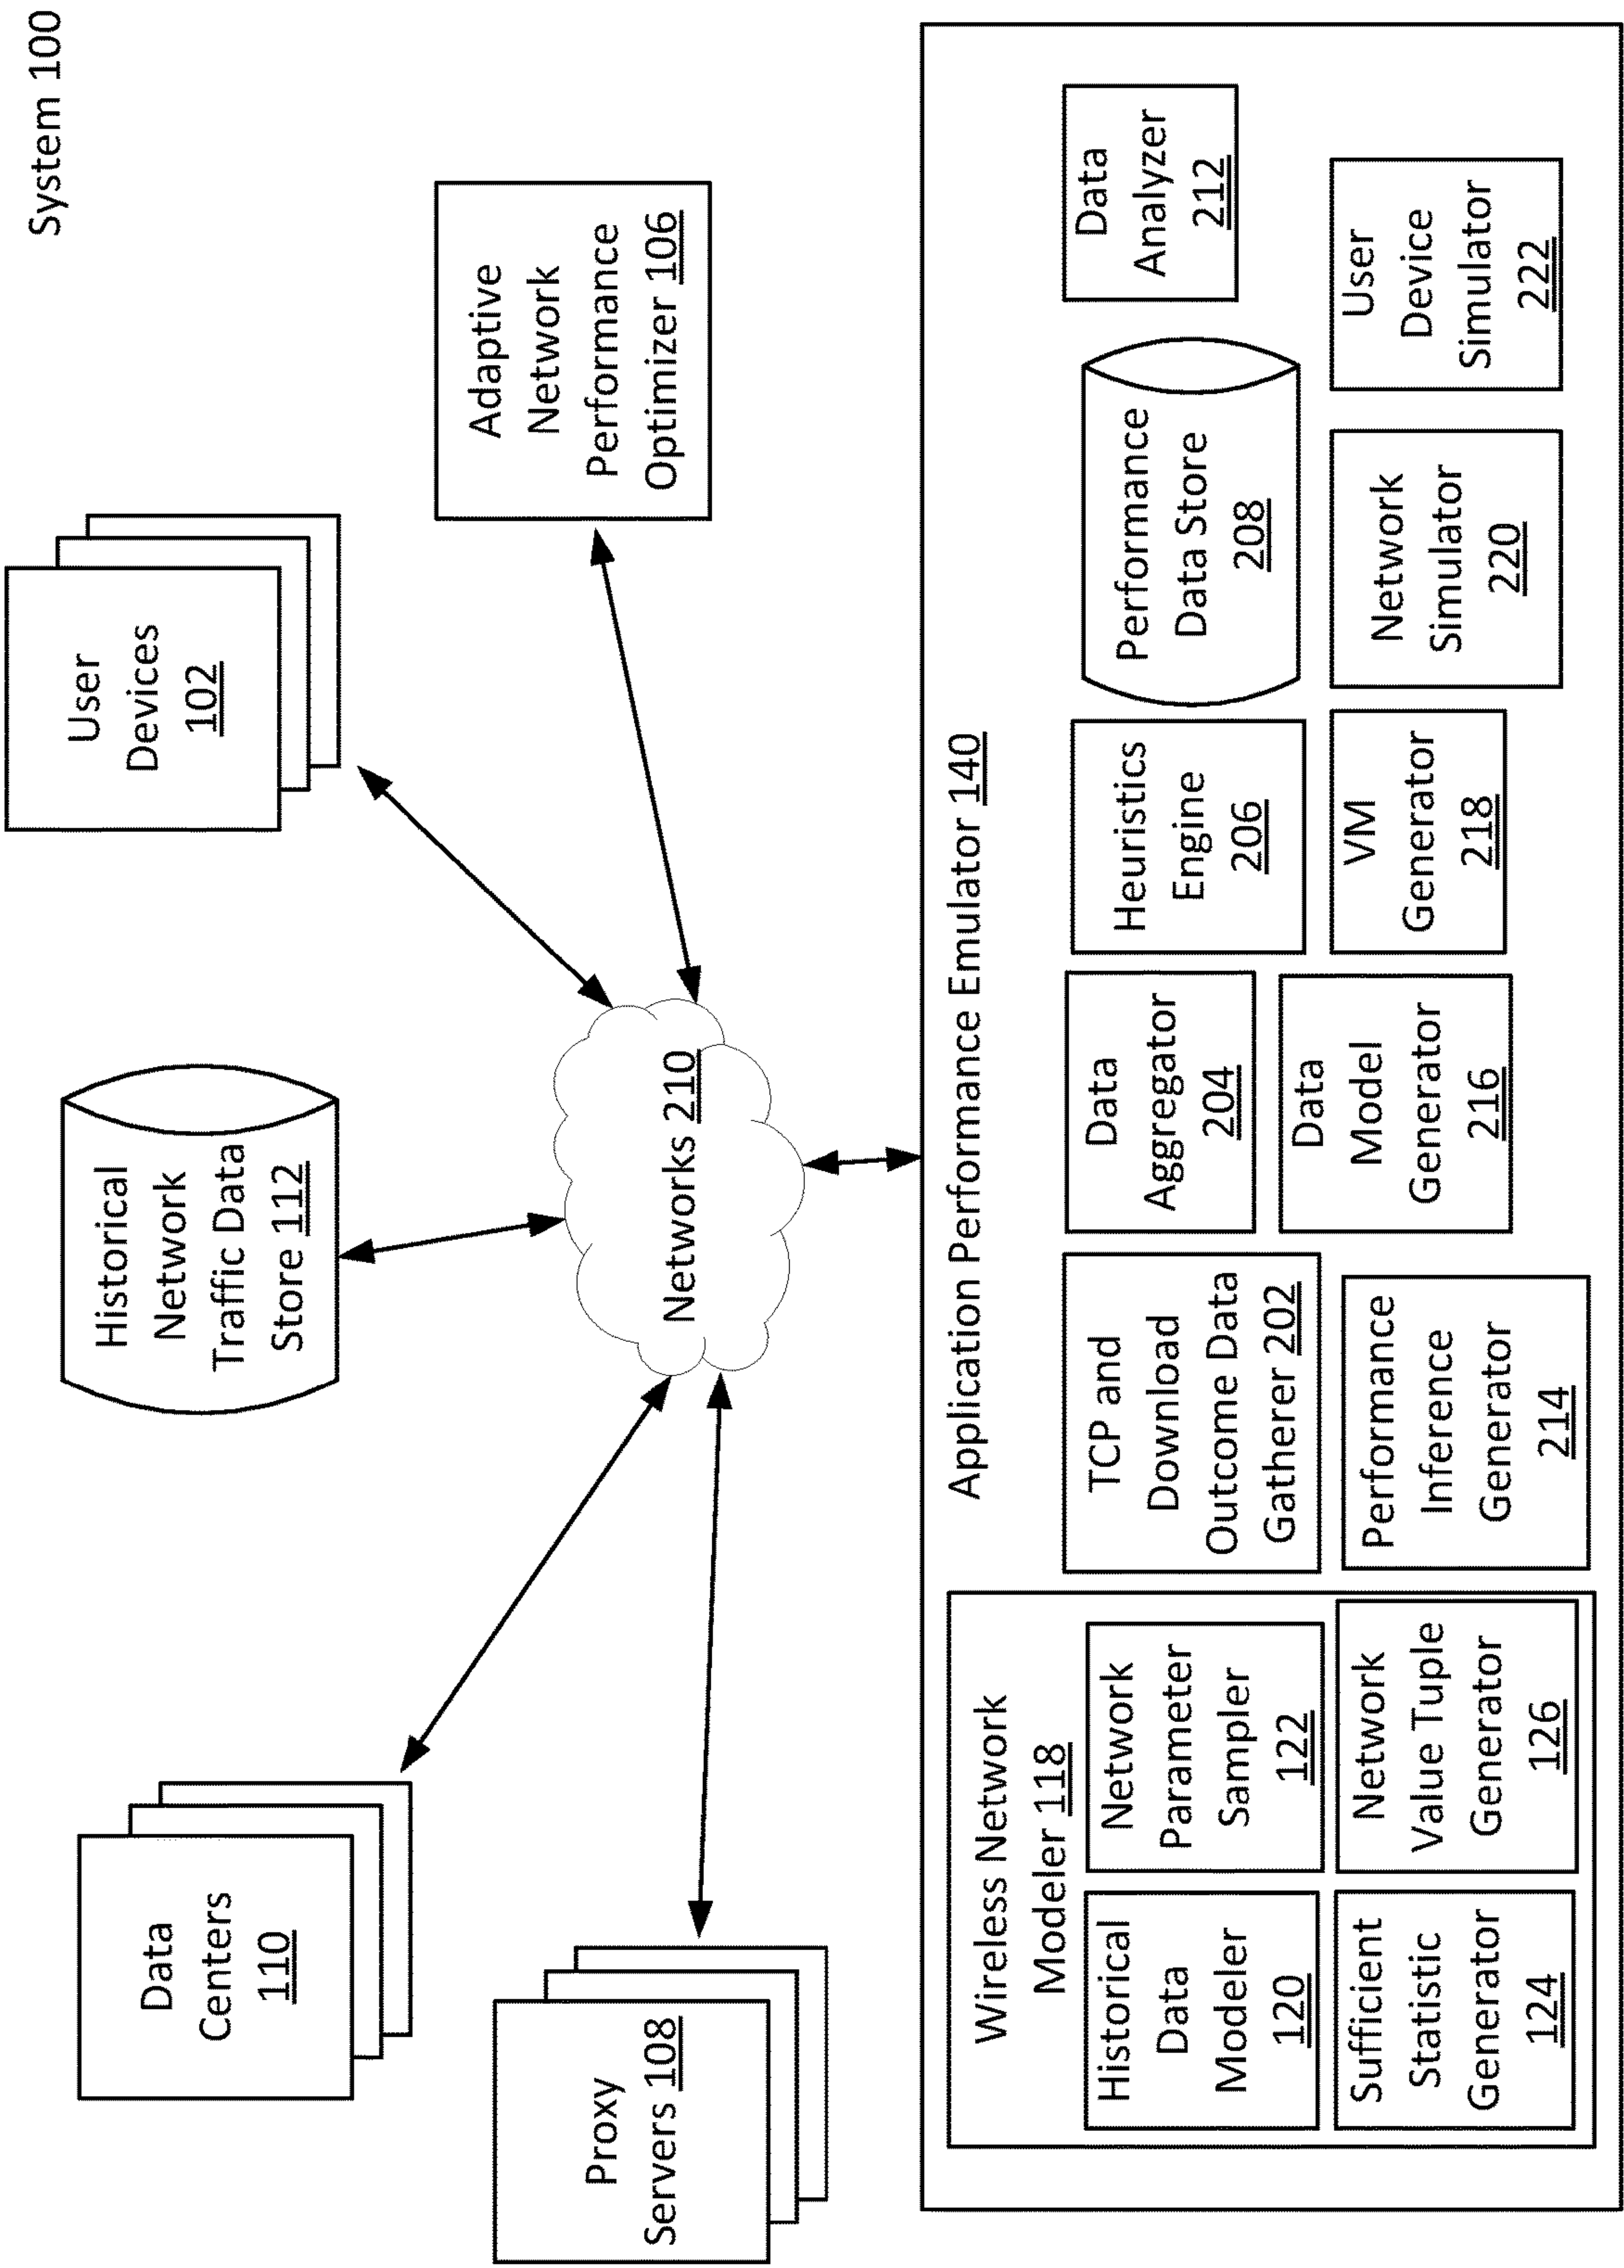 System 100
Data
Centers
110
Historical
Network
Traffic Data
Store 112
User
Devices
102
Proxy
Servers 108
Networks 210
Adaptive
Network
Performance
Optimizer 106
Application Performance Emulator 140
Wireless Network
Modeler 118
Historical
Data
Modeler
120
Network
Parameter
Sampler
122
Sufficient
Statistic
Generator
124
Network
Value Tuple
Generator
126
TCP and
Download
Outcome Data
Gatherer 202
Data
Aggregator
204
Heuristics
Engine
206
Performance
Data Store
208
Data
Analyzer
212
Performance
Inference
Generator
214
Data
Model
Generator
216
VM
Generator
218
Network
Simulator
220
User
Device
Simulator
222